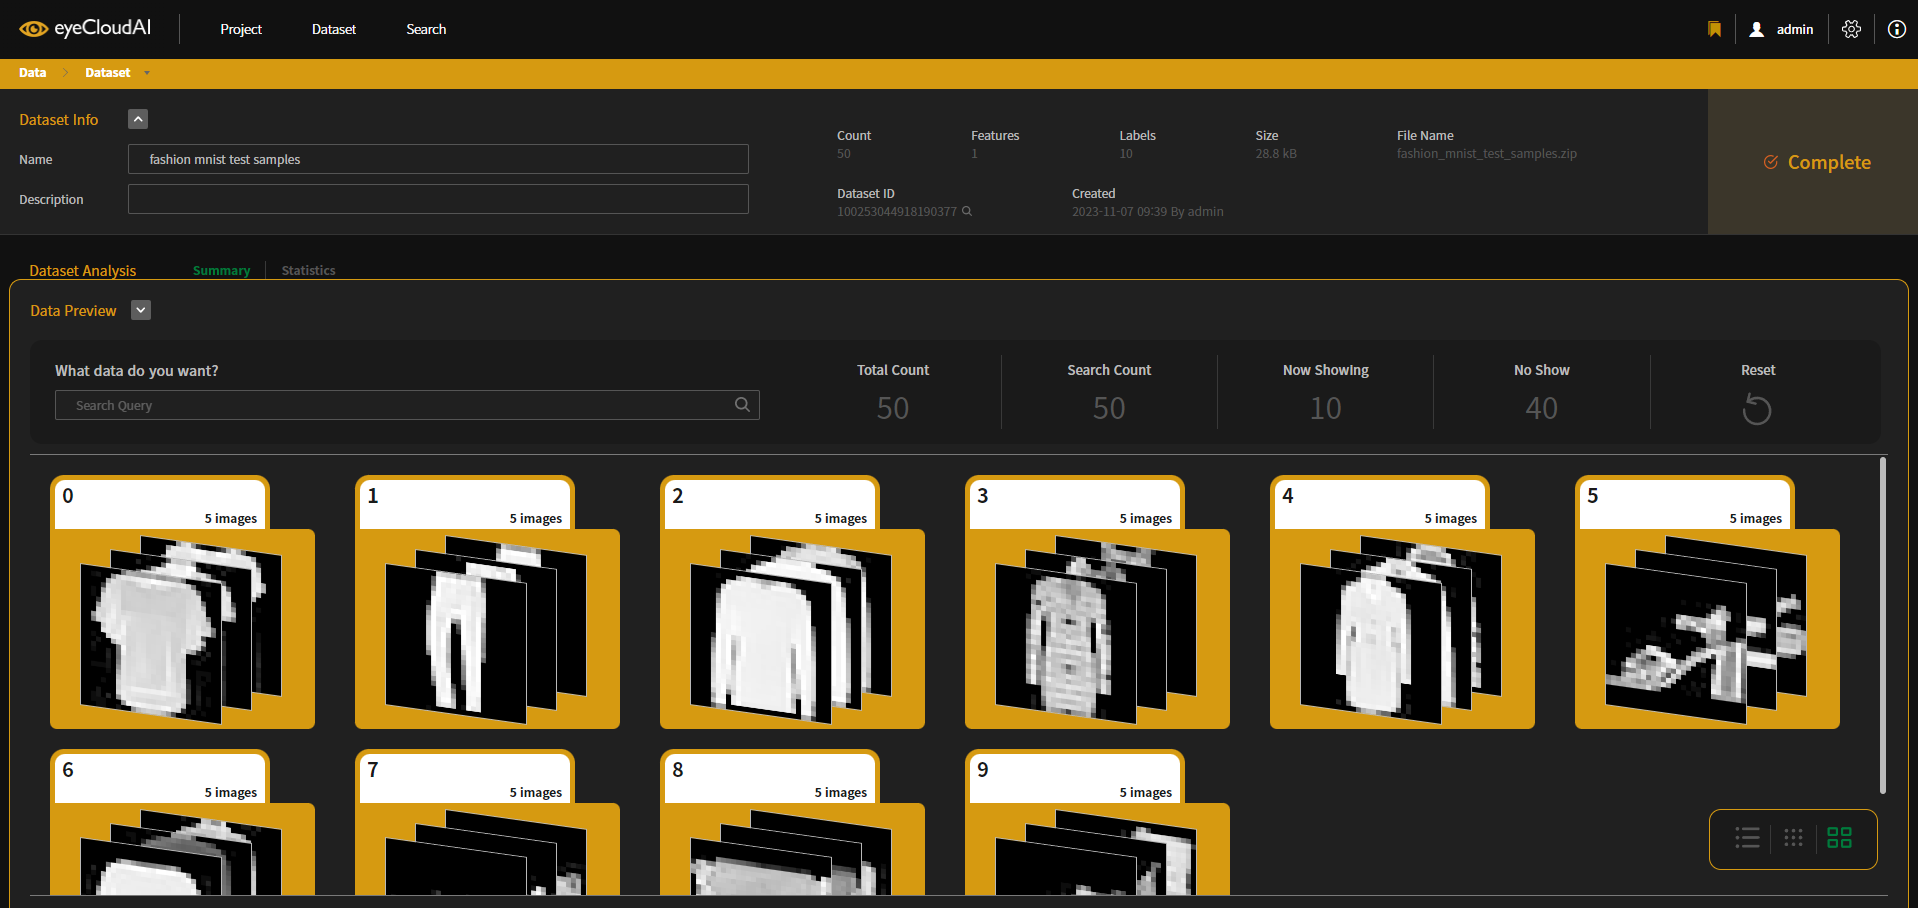 eyeCloudAI
Project Dataset Search
admin
Data > Dataset
Dataset Info
Name fashion mnist test samples
Description
Count Features Labels Size File Name
50 1 10 28.8 kB fashion_mnist_test_samples.zip
Dataset ID Created
100253044918190377 2023-11-07 09:39 By admin
Complete
Dataset Analysis Summary Statistics
Data Preview
What data do you want?
Search Query
Total Count Search Count Now Showing No Show Reset
50 50 10 40
0 1 2 3 4 5
5 images 5 images 5 images 5 images 5 images 5 images
6 7 8 9
5 images 5 images 5 images 5 images